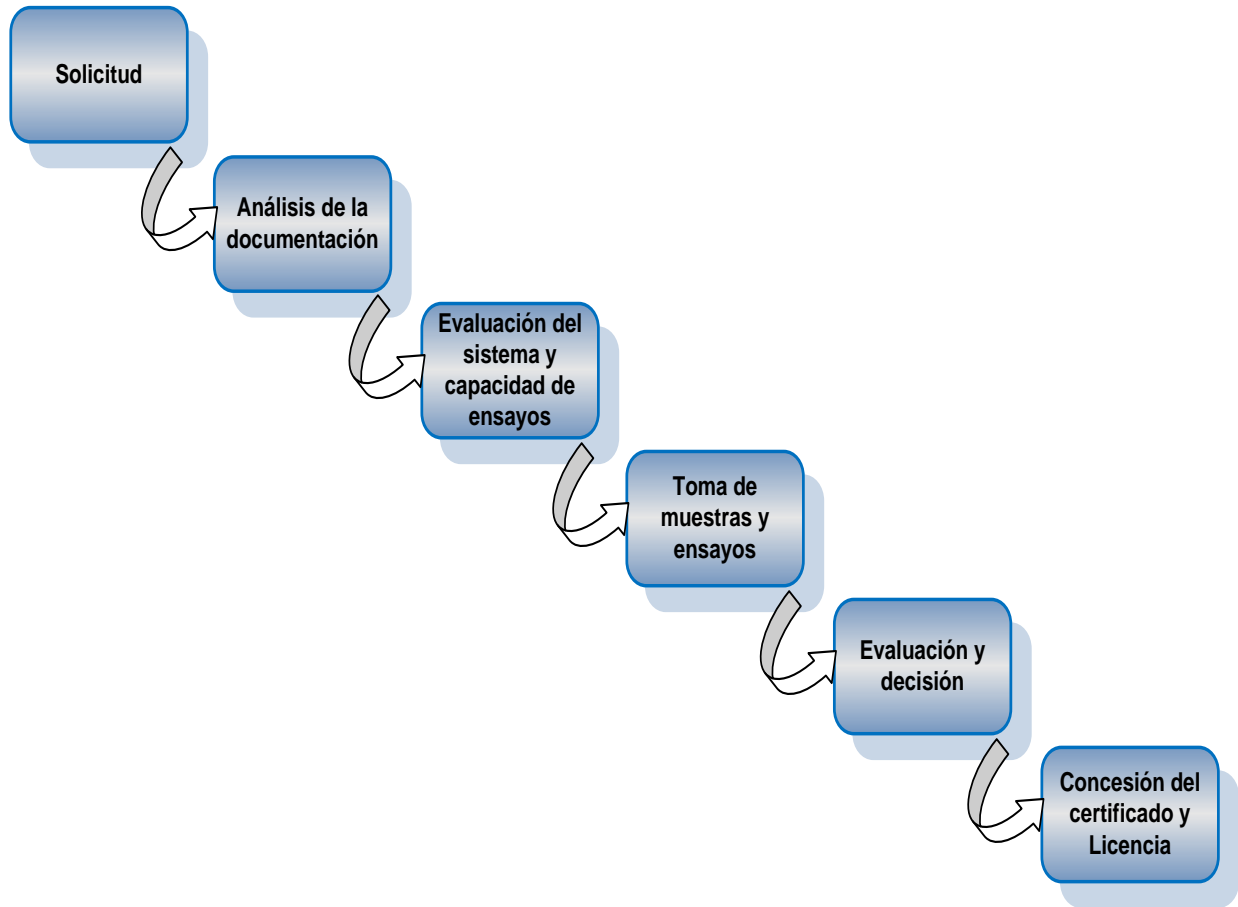 Solicitud
Análisis de la
documentación
Evaluación del
sistema y
capacidad de
ensayos
Toma de
muestras y
ensayos
Evaluación y
decisión
Concesión del
certificado y
Licencia